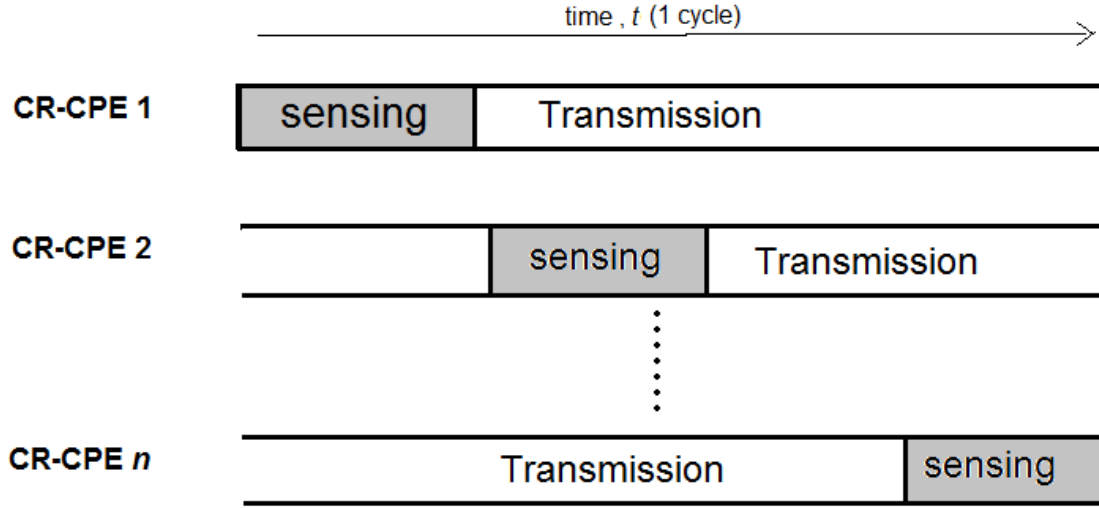 time , t (1 cycle)
CR-CPE 1
sensing
Transmission
CR-CPE 2
sensing
Transmission
CR-CPE n
Transmission
sensing